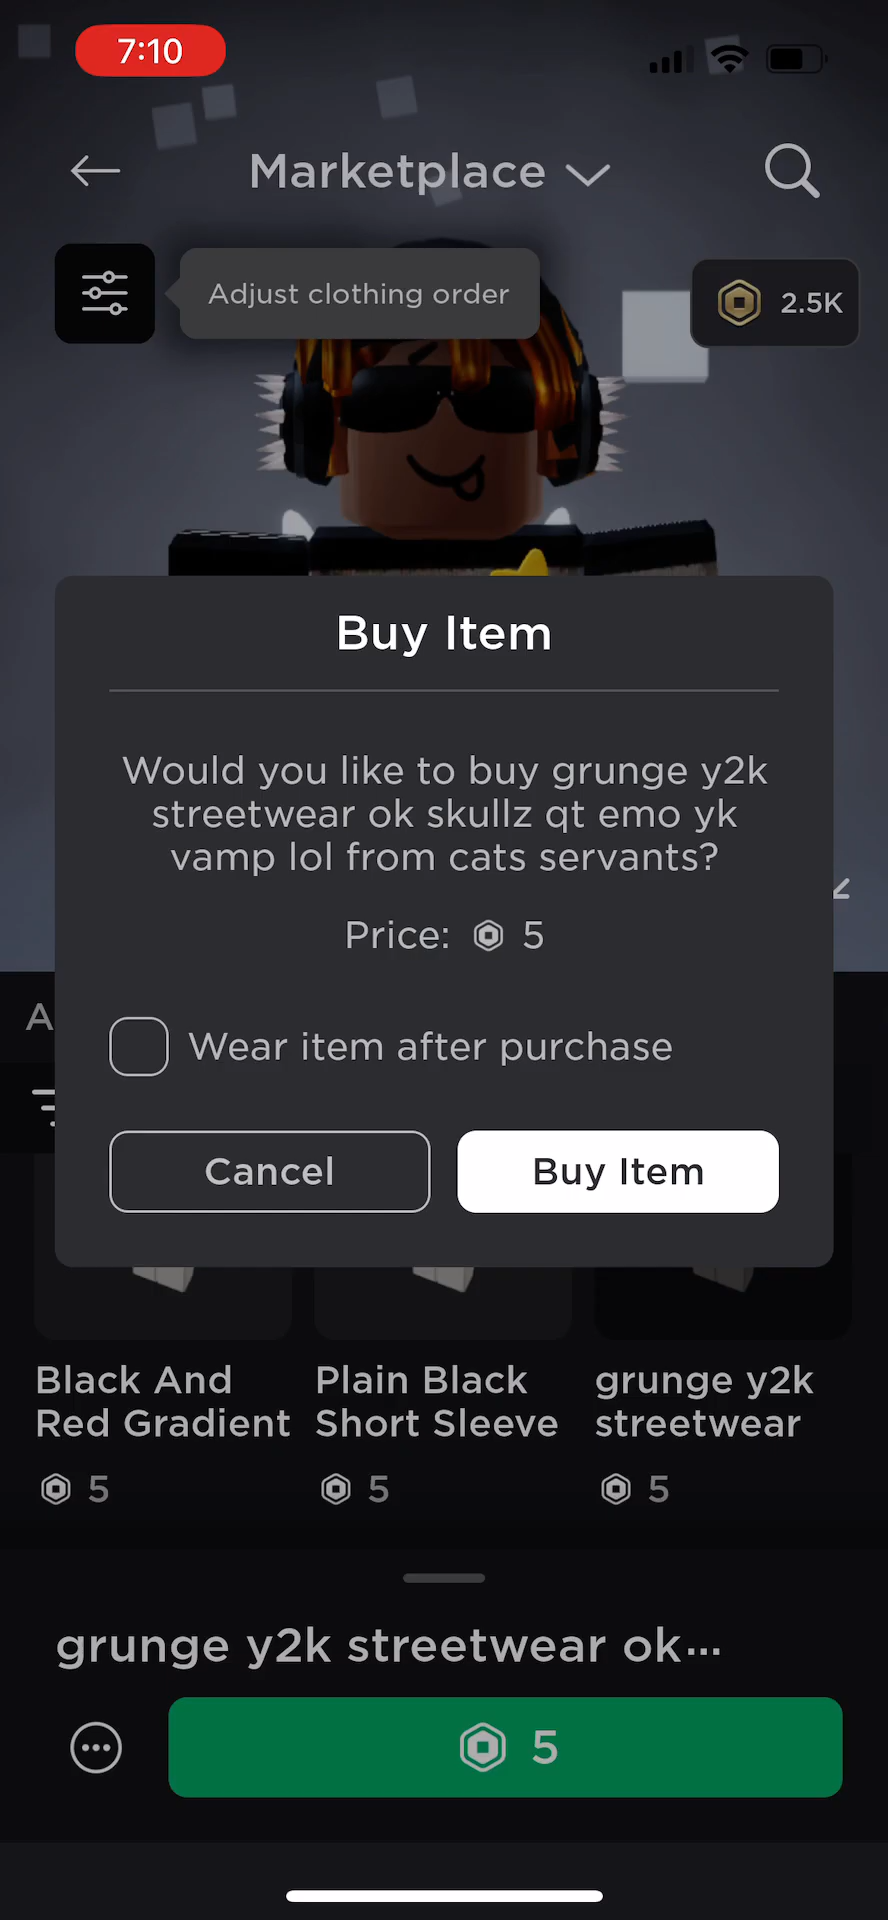 7:10
Marketplace
Adjust clothing order
2.5K
Buy Item
Would you like to buy grunge y2k
streetwear ok skullz qt emo yk
vamp lol from cats servants?
Price: 5
A
Wear item after purchase
Cancel
Buy Item
Black And
Red Gradient
Plain Black
Short Sleeve
grunge y2k
streetwear
5
5
5
grunge y2k streetwear ok...
5